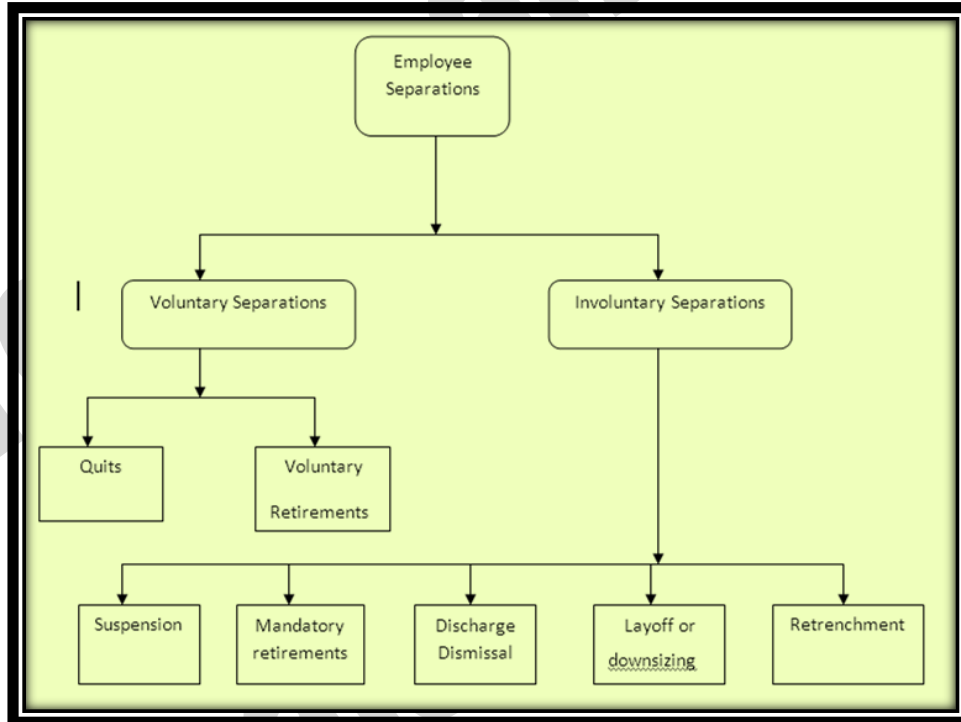 Employee
Separations
Voluntary Separations
Involuntary Separations
Quits
Voluntary
Retirements
Suspension
Mandatory
retirements
Discharge
Dismissal
Layoff or
downsizing
Retrenchment